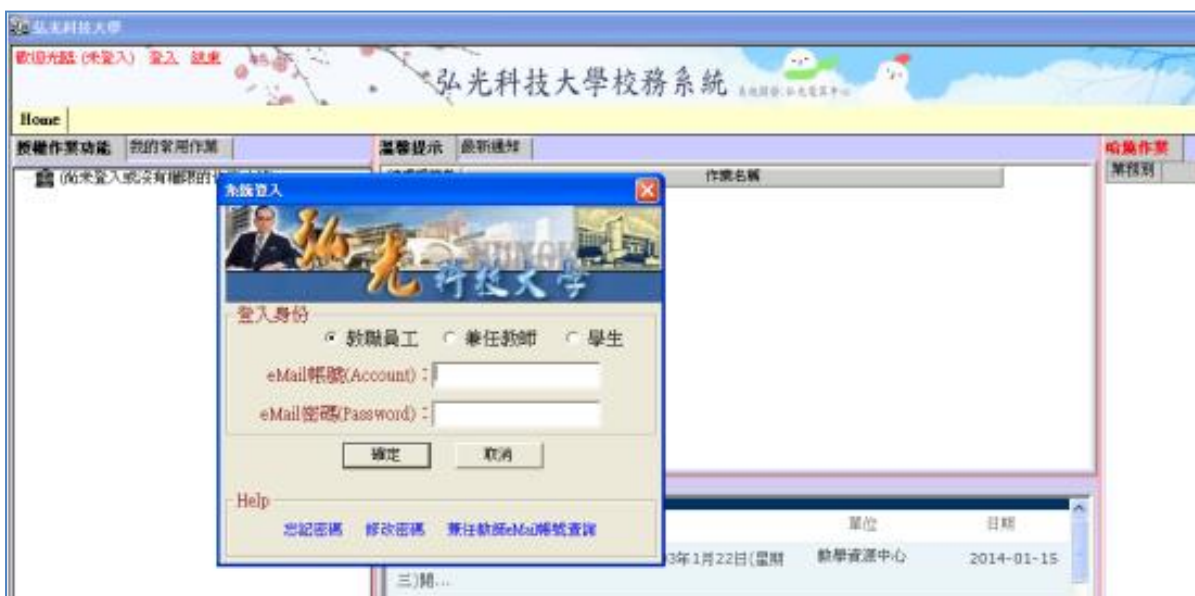 弘光科技大學
歡迎光臨 (未登入) 登入 結束
弘光科技大學校務系統
Home
授權作業功能 我的常用作業 溫馨提示 最新通知
業務別
作業名稱
(尚未登入或沒有權限的
系統登入
弘光
科技大學
登入身份
教職員工 兼任教師 學生
eMail帳號(Account)：
eMail密碼(Password)：
確定 取消
Help
忘記密碼 修改密碼 兼任教師eMail帳號查詢
單位 日期
03年1月22日(星期
三)開...
教學資源中心 2014-01-15